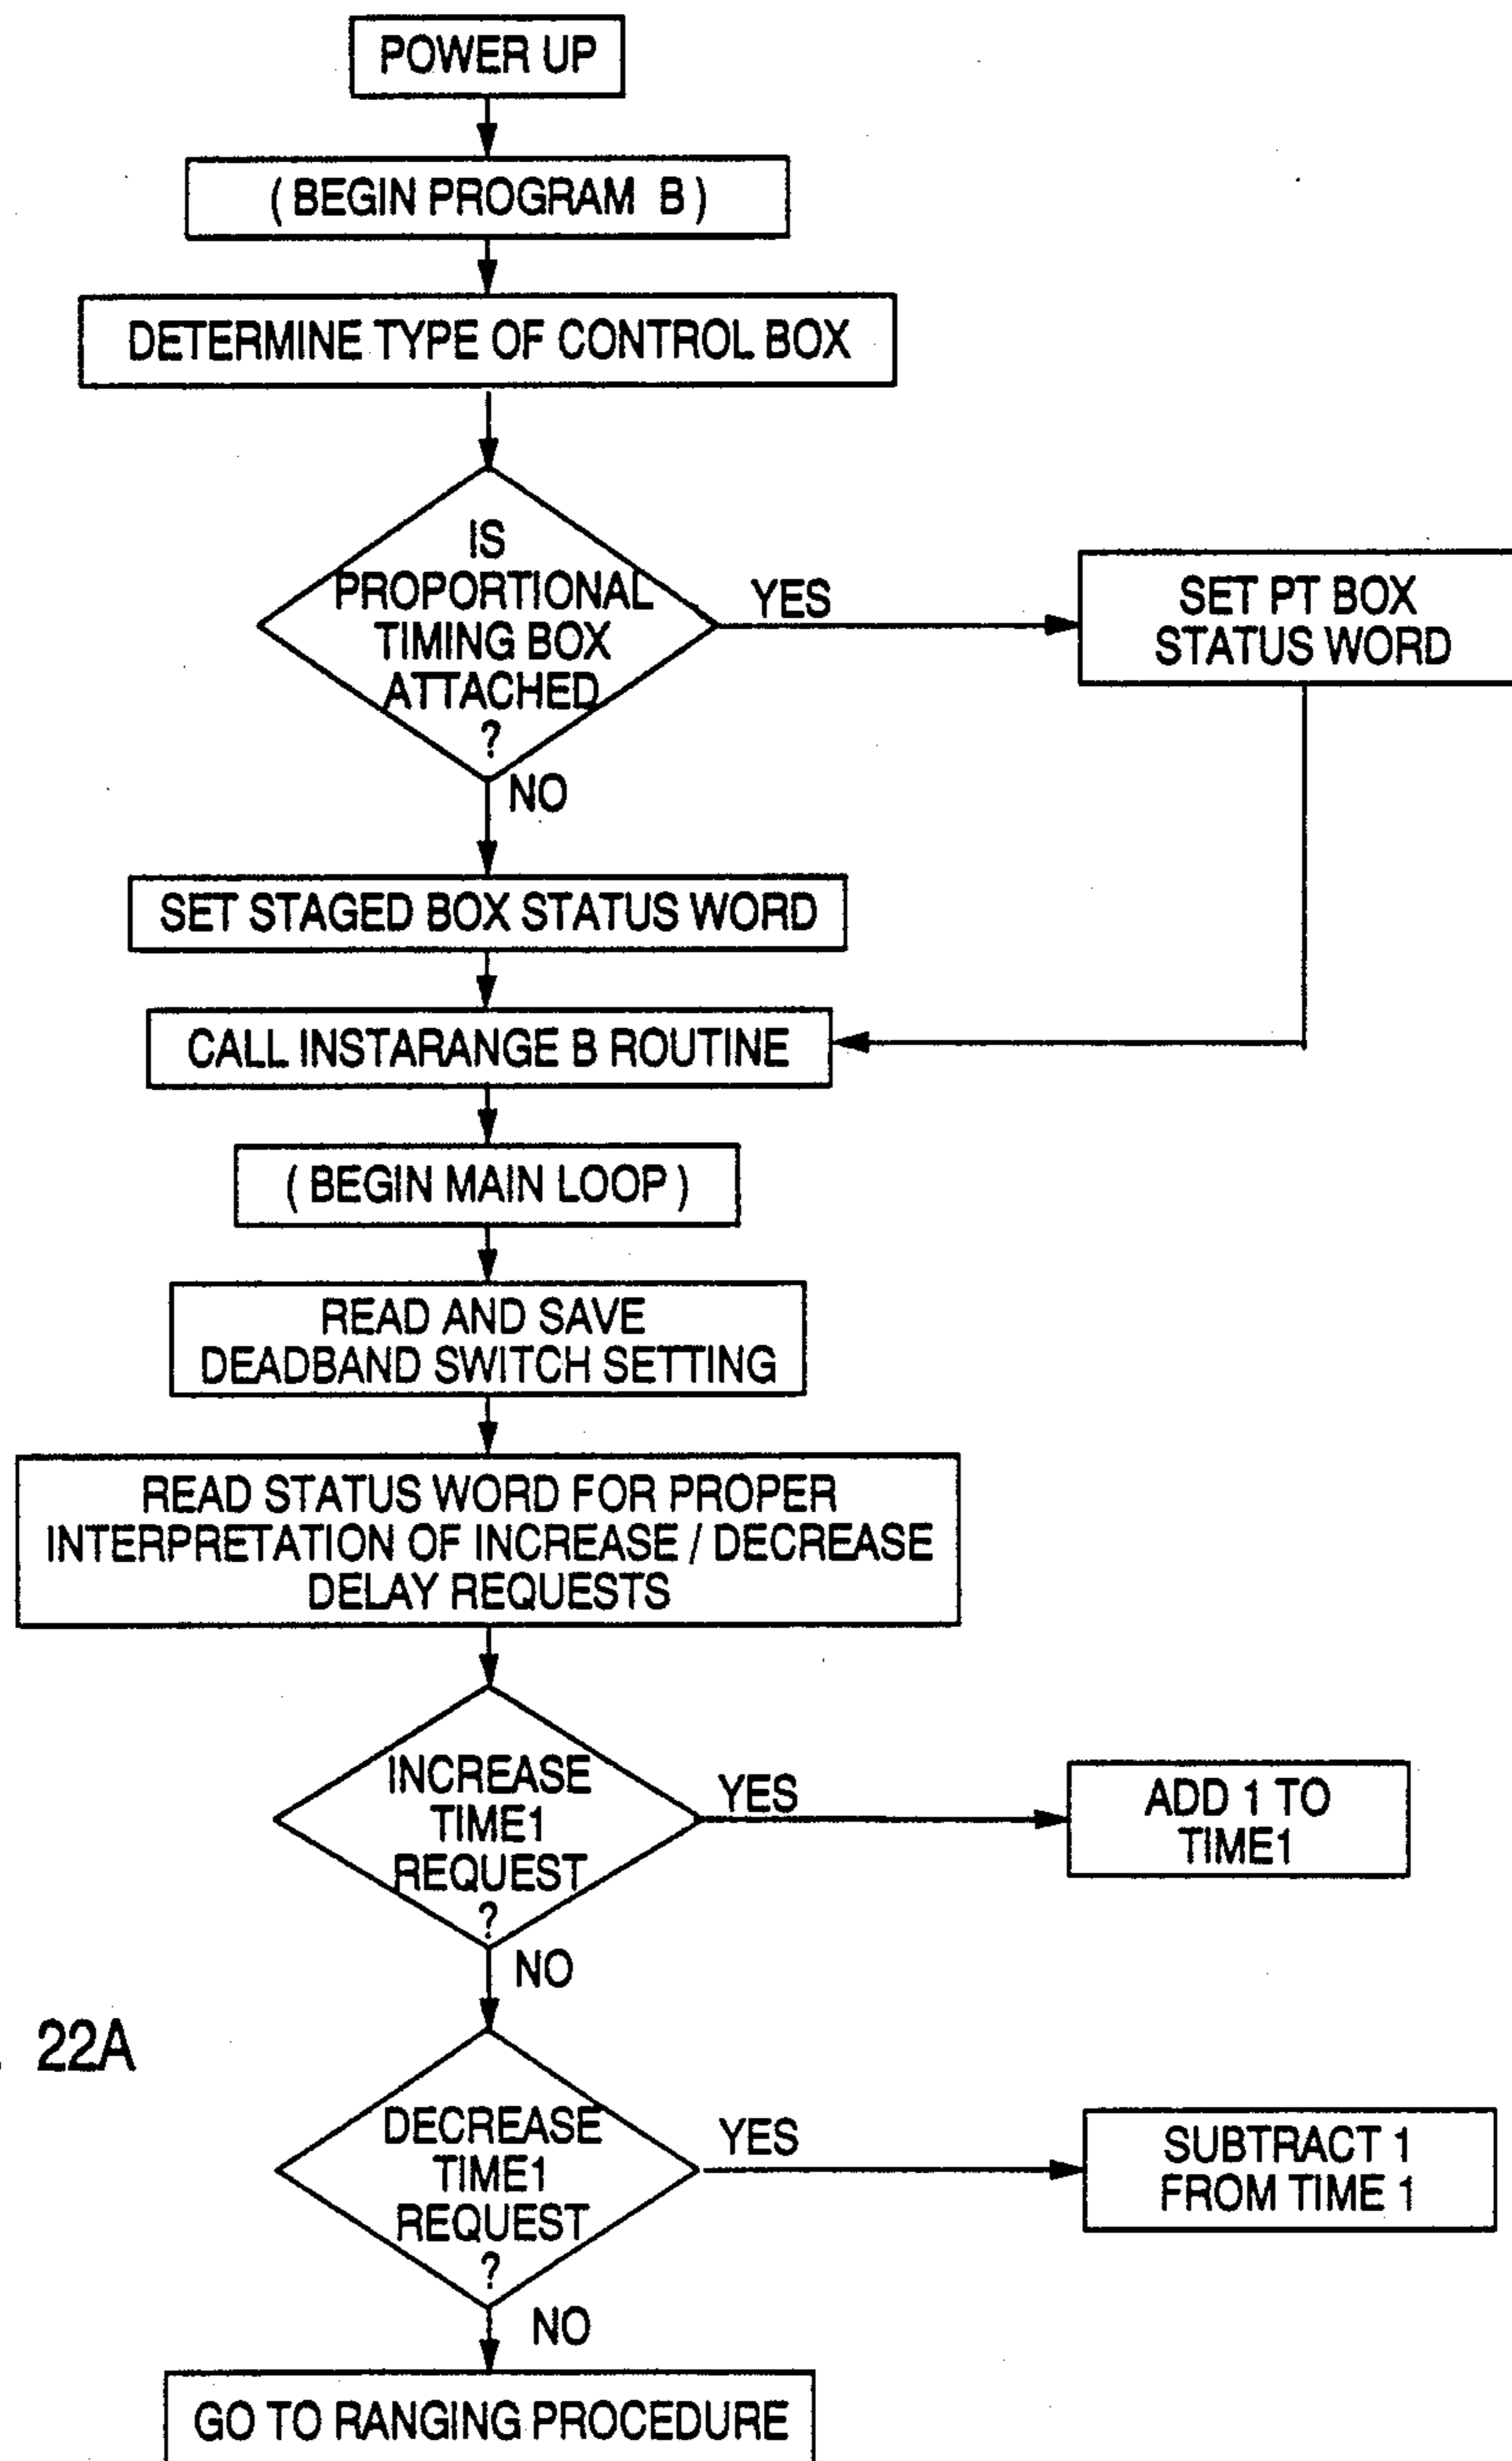 POWER UP
( BEGIN PROGRAM B )
DETERMINE TYPE OF CONTROL BOX
IS
PROPORTIONAL
TIMING BOX
ATTACHED
?
YES
SET PT BOX
STATUS WORD
NO
SET STAGED BOX STATUS WORD
CALL INSTARANGE B ROUTINE
( BEGIN MAIN LOOP )
READ AND SAVE
DEADBAND SWITCH SETTING
READ STATUS WORD FOR PROPER
INTERPRETATION OF INCREASE / DECREASE
DELAY REQUESTS
INCREASE
TIME1
REQUEST
?
YES
ADD 1 TO
TIME1
NO
22A
DECREASE
TIME1
REQUEST
?
YES
SUBTRACT 1
FROM TIME 1
NO
GO TO RANGING PROCEDURE